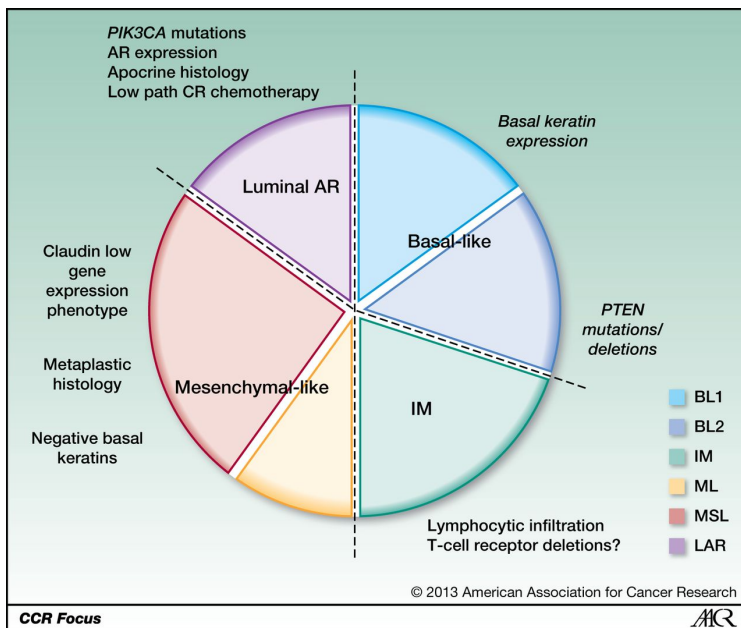 PIK3CA mutations
AR expression
Apocrine histology
Low path CR chemotherapy
Basal keratin
expression
Luminal AR
Basal-like
Claudin low
gene
expression
phenotype
PTEN
mutations/
deletions
Metaplastic
histology
Mesenchymal-like
IM
Negative basal
keratins
BL1
BL2
IM
ML
MSL
LAR
Lymphocytic infiltration
T-cell receptor deletions?
© 2013 American Association for Cancer Research
CCR Focus
AACR